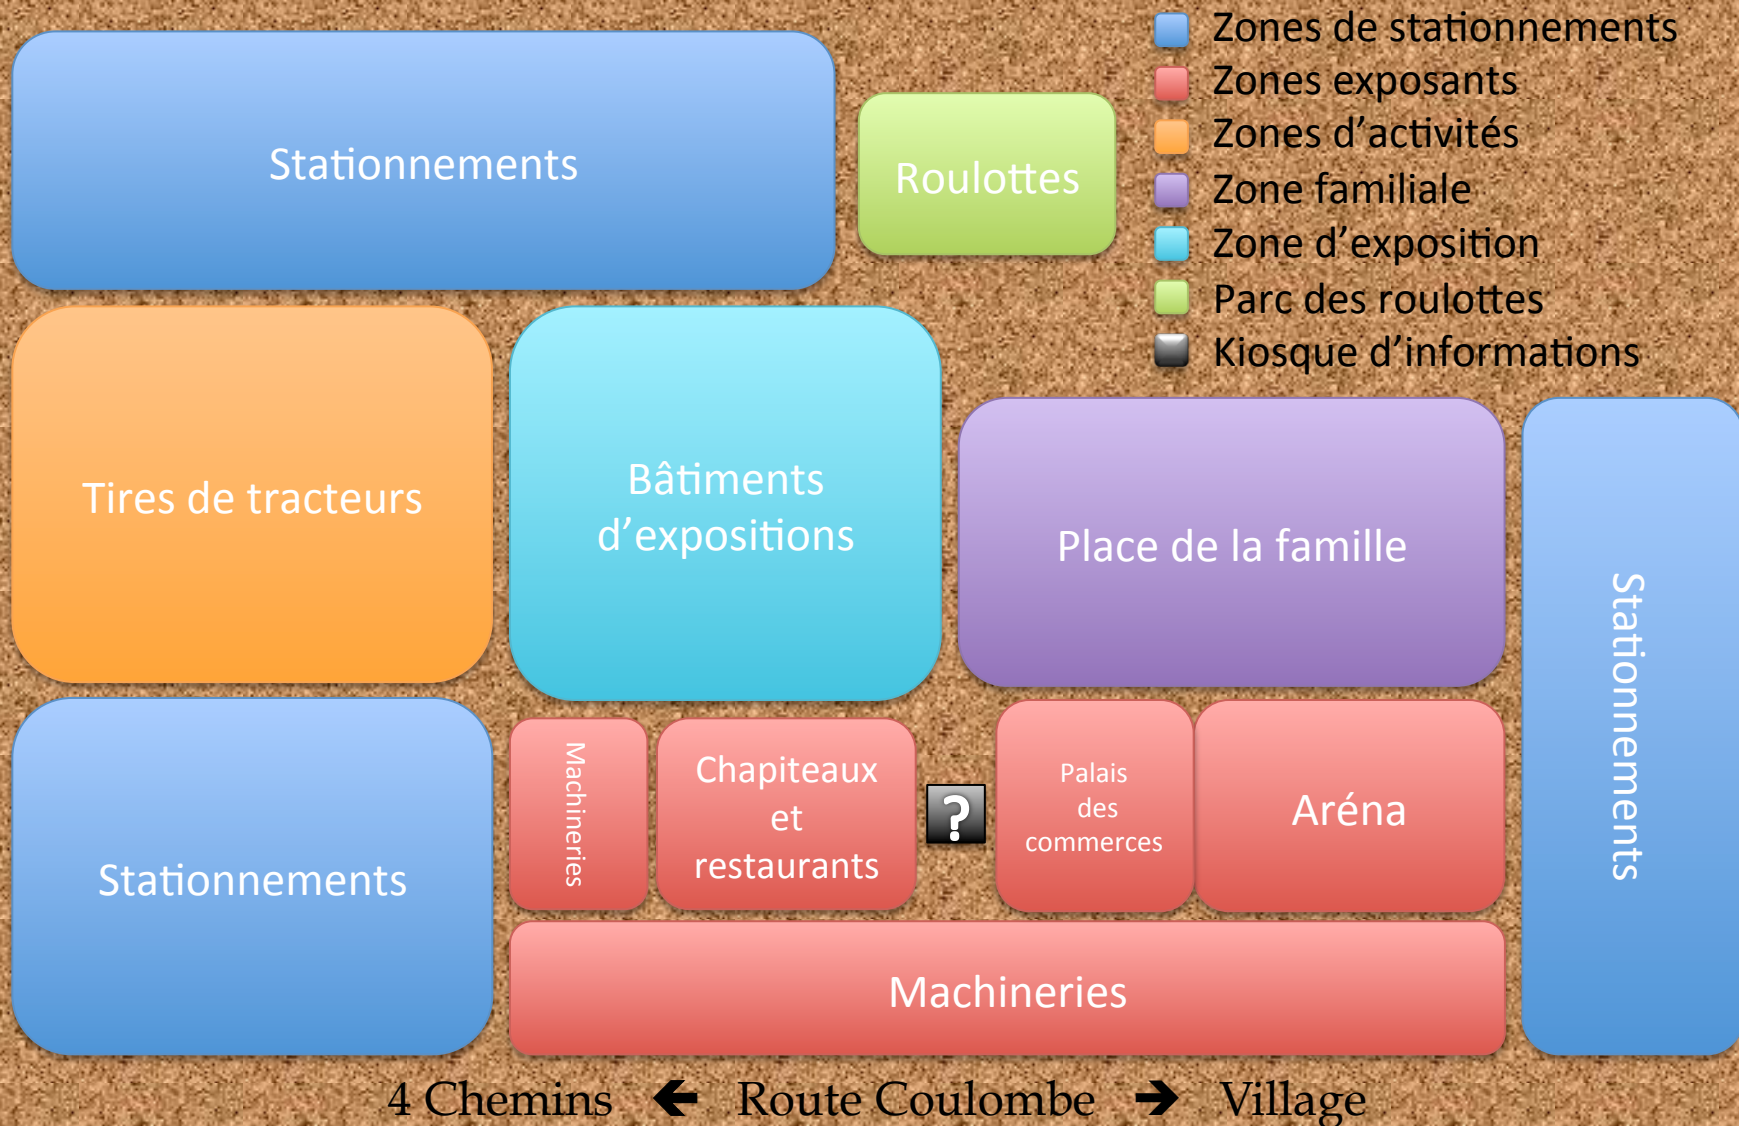 Zones de stationnements
Zones exposants
Zones d’activités
Zone familiale
Zone d’exposition
Parc des roulottes
Kiosque d’informations
Stationnements
Roulottes
Tires de tracteurs
Bâtiments
d’expositions
Place de la famille
Stationnements
Stationnements
Machineries
Chapiteaux
et
restaurants
?
Palais
des
commerces
Aréna
Machineries
4 Chemins ← Route Coulombe → Village